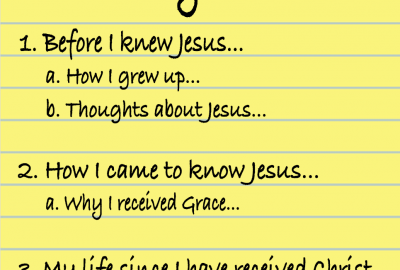 1. Before I knew Jesus...
a. How I grew up...
b. Thoughts about Jesus...
2. How I came to know Jesus...
a. Why I received Grace...
3. My life since I have received Christ